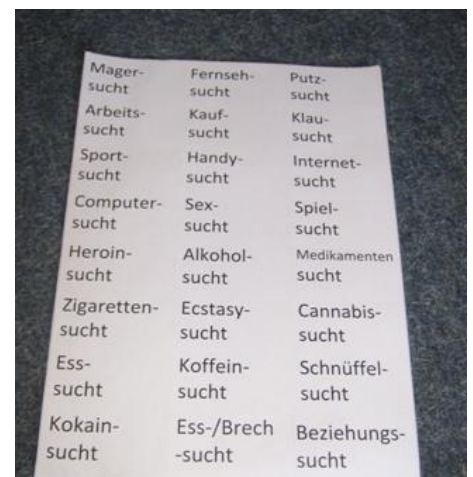 Mager- Fernseh- Putz-
sucht sucht sucht
Arbeits- Kauf- Klau-
sucht sucht sucht
Sport- Handy- Internet-
sucht sucht sucht
Computer- Sex- Spiel-
sucht sucht sucht
Heroin- Alkohol- Medikamenten
sucht sucht sucht
Zigaretten- Ecstasy- Cannabis-
sucht sucht sucht
Ess- Koffein- Schnüffel-
sucht sucht sucht
Kokain- Ess-/Brech Beziehungs-
sucht -sucht sucht